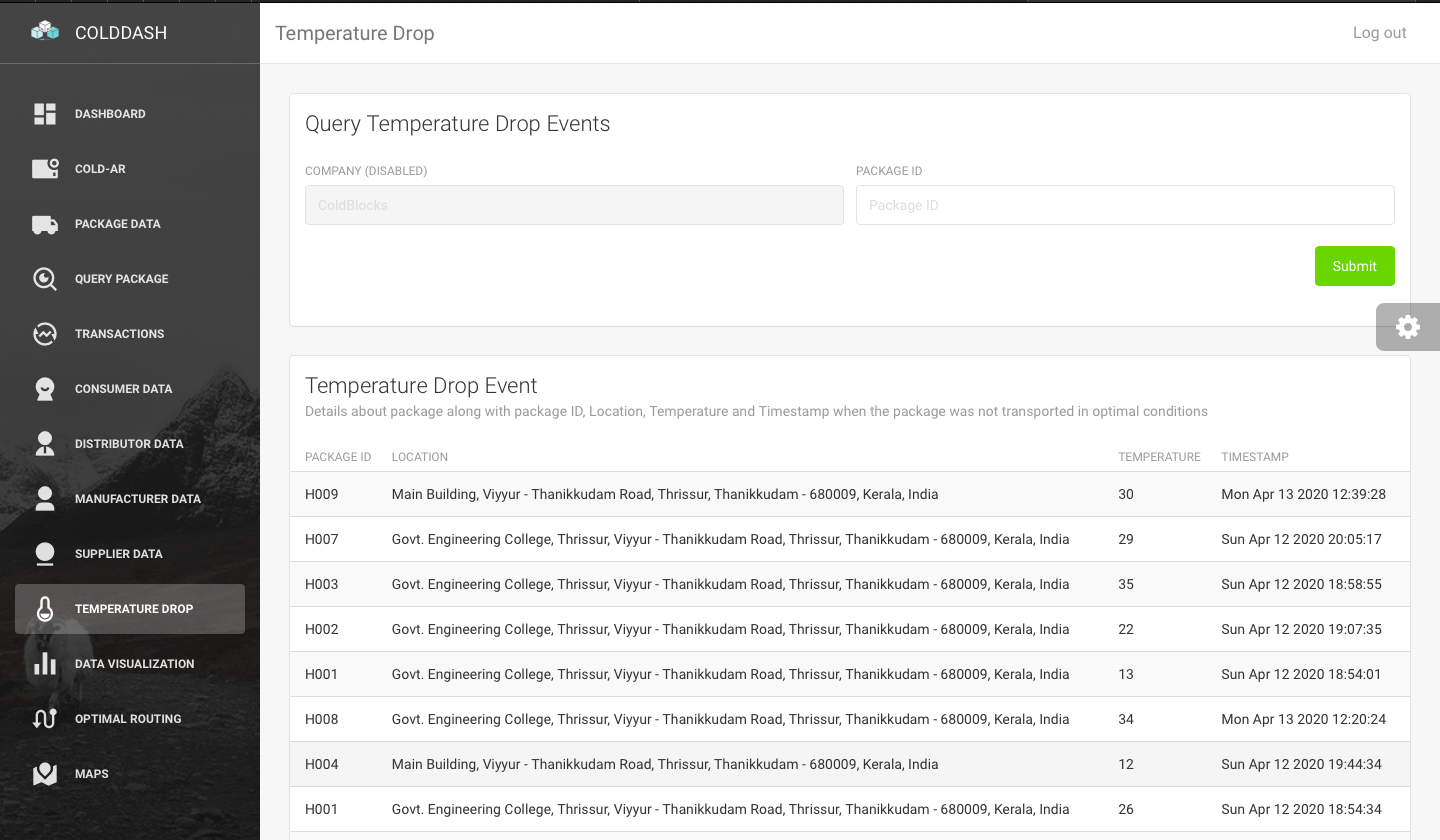 COLDDASH
DASHBOARD
COLD-AR
PACKAGE DATA
QUERY PACKAGE
TRANSACTIONS
CONSUMER DATA
DISTRIBUTOR DATA
MANUFACTURER DATA
SUPPLIER DATA
TEMPERATURE DROP
DATA VISUALIZATION
OPTIMAL ROUTING
MAPS
Temperature Drop Log out
Query Temperature Drop Events
COMPANY (DISABLED) PACKAGE ID
ColdBlocks Package ID
Submit
Temperature Drop Event
Details about package along with package ID, Location, Temperature and Timestamp when the package was not transported in optimal conditions
PACKAGE ID LOCATION TEMPERATURE TIMESTAMP
H009 Main Building, Viyyur - Thanikkudam Road, Thrissur, Thanikkudam - 680009, Kerala, India 30 Mon Apr 13 2020 12:39:28
H007 Govt. Engineering College, Thrissur, Viyyur - Thanikkudam Road, Thrissur, Thanikkudam - 680009, Kerala, India 29 Sun Apr 12 2020 20:05:17
H003 Govt. Engineering College, Thrissur, Viyyur - Thanikkudam Road, Thrissur, Thanikkudam - 680009, Kerala, India 35 Sun Apr 12 2020 18:58:55
H002 Govt. Engineering College, Thrissur, Viyyur - Thanikkudam Road, Thrissur, Thanikkudam - 680009, Kerala, India 22 Sun Apr 12 2020 19:07:35
H001 Govt. Engineering College, Thrissur, Viyyur - Thanikkudam Road, Thrissur, Thanikkudam - 680009, Kerala, India 13 Sun Apr 12 2020 18:54:01
H008 Govt. Engineering College, Thrissur, Viyyur - Thanikkudam Road, Thrissur, Thanikkudam - 680009, Kerala, India 34 Mon Apr 13 2020 12:20:24
H004 Main Building, Viyyur - Thanikkudam Road, Thrissur, Thanikkudam - 680009, Kerala, India 12 Sun Apr 12 2020 19:44:34
H001 Govt. Engineering College, Thrissur, Viyyur - Thanikkudam Road, Thrissur, Thanikkudam - 680009, Kerala, India 26 Sun Apr 12 2020 18:54:34